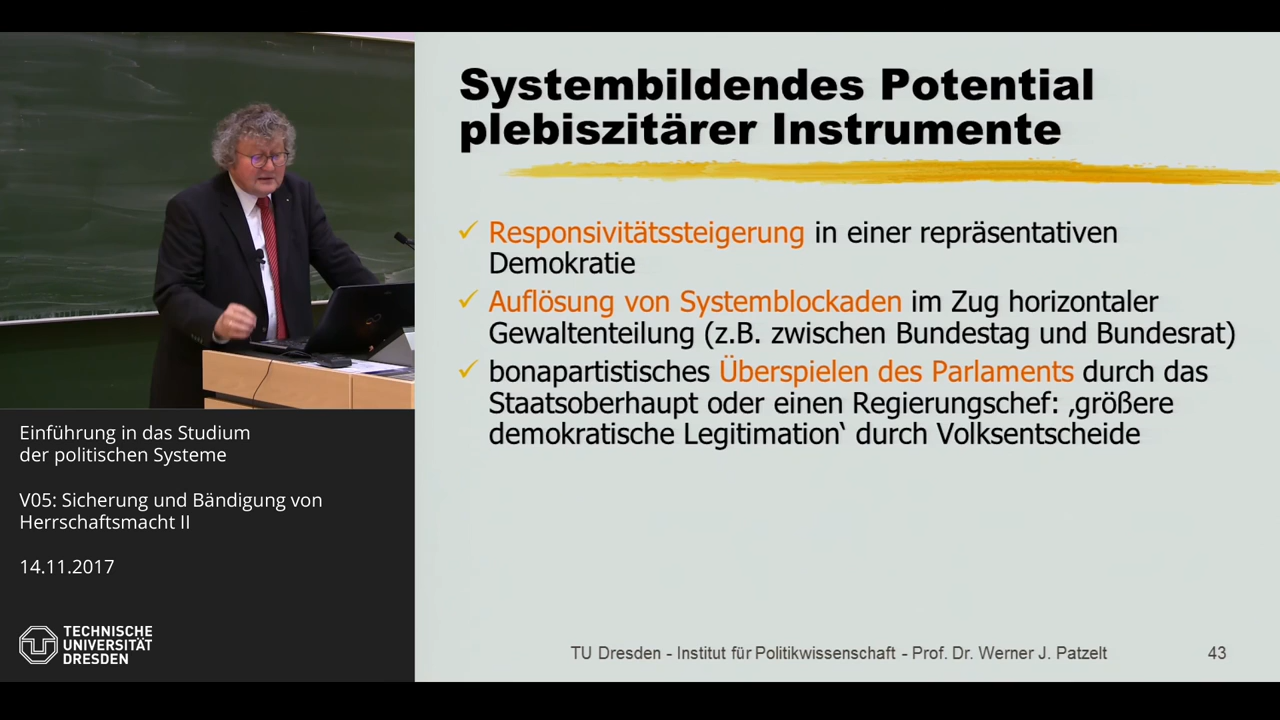 Systembildendes Potential
plebiszitärer Instrumente
✓ Responsivitätssteigerung in einer repräsentativen
Demokratie
✓ Auflösung von Systemblockaden im Zug horizontaler
Gewaltenteilung (z.B. zwischen Bundestag und Bundesrat)
✓ bonapartistisches Überspielen des Parlaments durch das
Staatsoberhaupt oder einen Regierungschef: ‚größere
demokratische Legitimation‘ durch Volksentscheide
TU Dresden - Institut für Politikwissenschaft - Prof. Dr. Werner J. Patzelt 43
Einführung in das Studium
der politischen Systeme
V05: Sicherung und Bändigung von
Herrschaftsmacht II
14.11.2017
TECHNISCHE
UNIVERSITÄT
DRESDEN